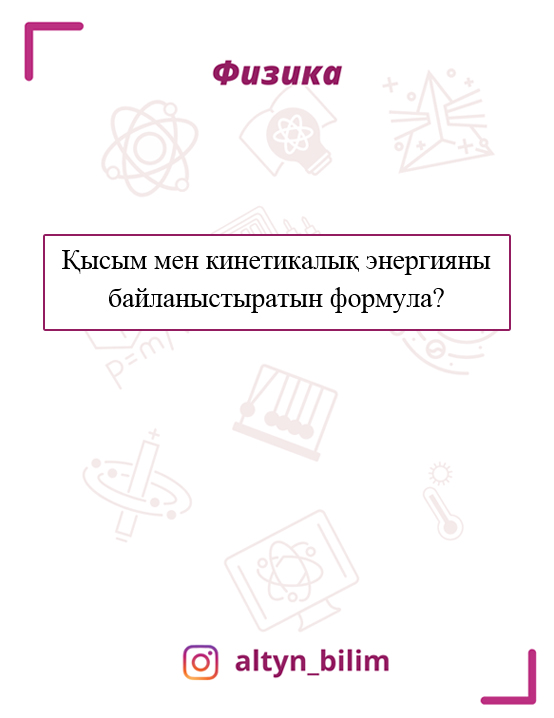 Физика
Қысым мен кинетикалық энергияны
байланыстыратын формула?
p=m/
altyn_bilim